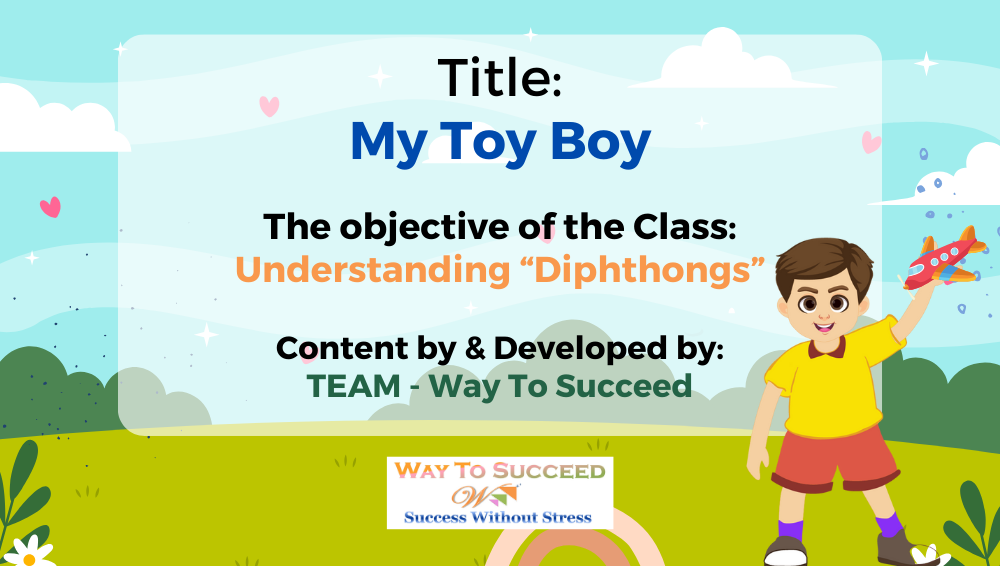 Title:
My Toy Boy
The objective of the Class:
Understanding “Diphthongs”
Content by & Developed by:
TEAM - Way To Succeed
WAY TO SUCCEED
W
Success Without Stress